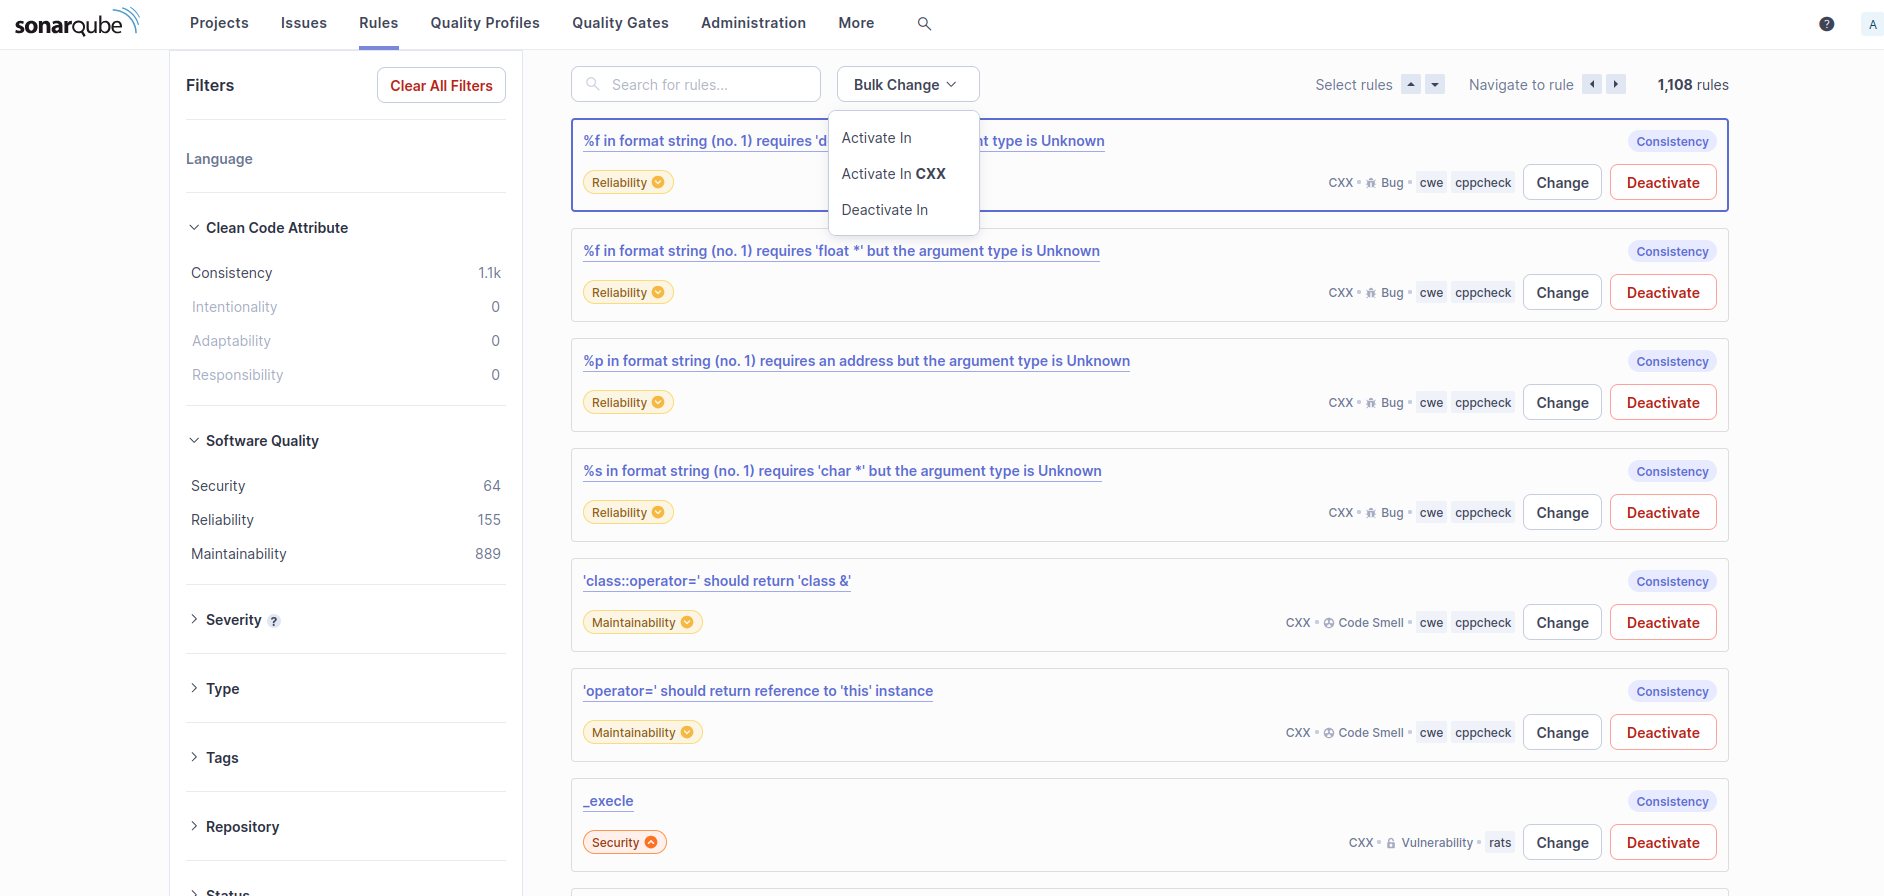 sonarqube
Projects Issues Rules Quality Profiles Quality Gates Administration More
? A
Filters
Clear All Filters
Language
Clean Code Attribute
Consistency 1.1k
Intentionality 0
Adaptability 0
Responsibility 0
Software Quality
Security 64
Reliability 155
Maintainability 889
Severity ?
Type
Tags
Repository
Status
Search for rules... Bulk Change Select rules Navigate to rule 1,108 rules
Activate In
Activate In CXX
Deactivate In
%f in format string (no. 1) requires 'd nt type is Unknown Consistency
Reliability CXX • Bug • cwe cppcheck Change Deactivate
%f in format string (no. 1) requires 'float *' but the argument type is Unknown Consistency
Reliability CXX • Bug • cwe cppcheck Change Deactivate
%p in format string (no. 1) requires an address but the argument type is Unknown Consistency
Reliability CXX • Bug • cwe cppcheck Change Deactivate
%s in format string (no. 1) requires 'char *' but the argument type is Unknown Consistency
Reliability CXX • Bug • cwe cppcheck Change Deactivate
'class::operator=' should return 'class &' Consistency
Maintainability CXX • Code Smell • cwe cppcheck Change Deactivate
'operator=' should return reference to 'this' instance Consistency
Maintainability CXX • Code Smell • cwe cppcheck Change Deactivate
_execle Consistency
Security CXX • Vulnerability • rats Change Deactivate